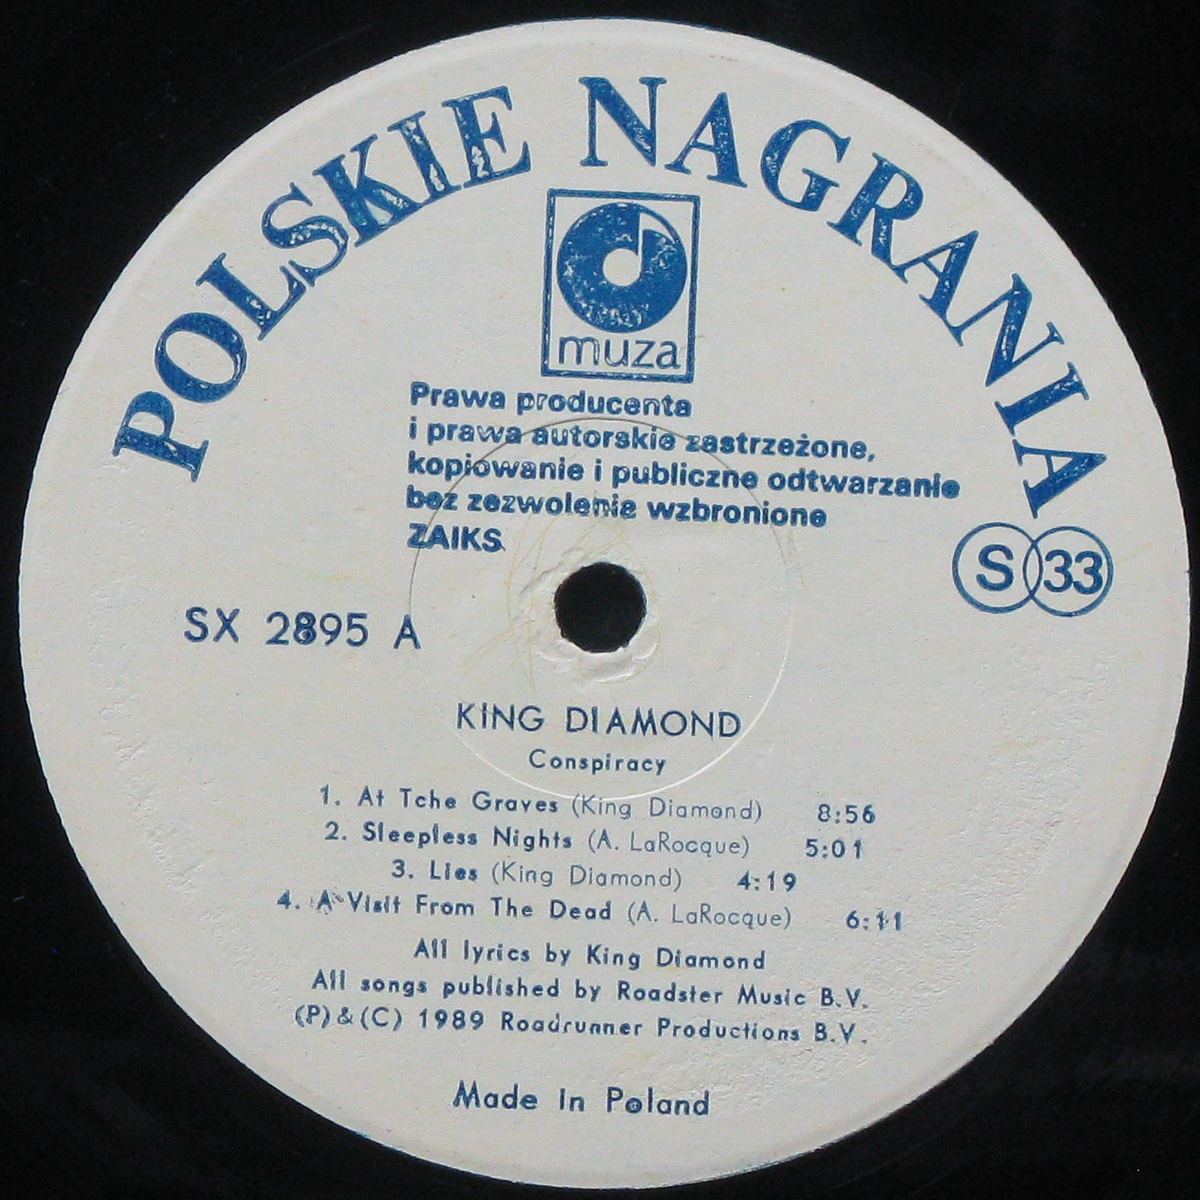 POLSKIE NAGRANIA
muza
Prawa producenta
i prawa autorskie zastrzeżone,
kopiowanie i publiczne odtwarzanie
bez zezwolenia wzbronione
ZAIKS
S 33
SX 2895 A
KING DIAMOND
Conspiracy
1. At Tche Graves (King Diamond) 8:56
2. Sleepless Nights (A. LaRocque) 5:01
3. Lies (King Diamond) 4:19
4. A Visit From The Dead (A. LaRocque) 6:11
All lyrics by King Diamond
All songs published by Roadster Music B.V.
(P)&(C) 1989 Roadrunner Productions B.V.
Made in Poland